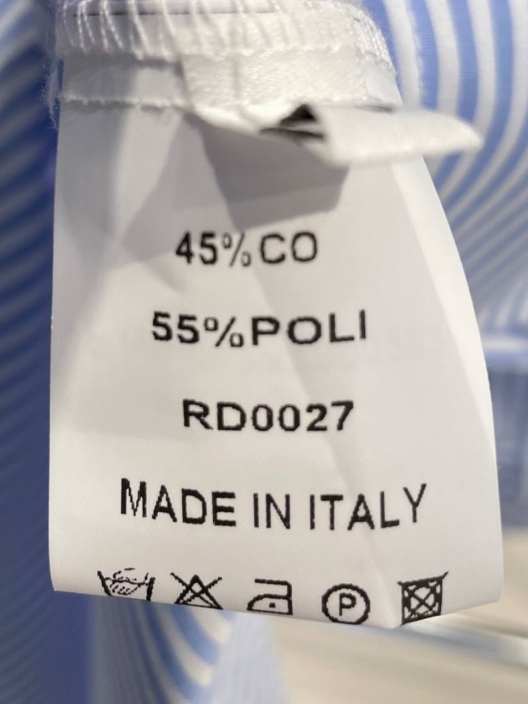 45%CO
55%POLI
RD0027
MADE IN ITALY
P